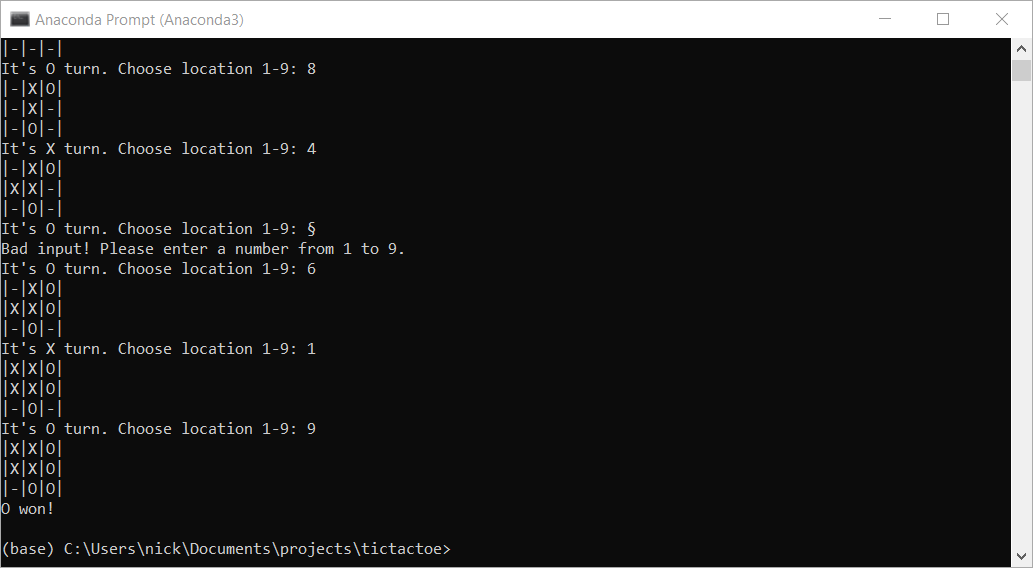 Anaconda Prompt (Anaconda3)
|-|-|-|
It's O turn. Choose location 1-9: 8
|-|X|O|
|-|X|-|
|-|O|-|
It's X turn. Choose location 1-9: 4
|-|X|O|
|X|X|-|
|-|O|-|
It's O turn. Choose location 1-9: §
Bad input! Please enter a number from 1 to 9.
It's O turn. Choose location 1-9: 6
|-|X|O|
|X|X|O|
|-|O|-|
It's X turn. Choose location 1-9: 1
|X|X|O|
|X|X|O|
|-|O|-|
It's O turn. Choose location 1-9: 9
|X|X|O|
|X|X|O|
|-|O|O|
O won!
(base) C:\Users\nick\Documents\projects\tictactoe>